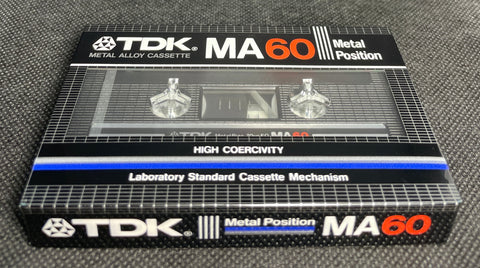 TDK® MA60 Metal Position
METAL ALLOY CASSETTE
TDK MA60
HIGH COERCIVITY
Laboratory Standard Cassette Mechanism
TDK® Metal Position MA60